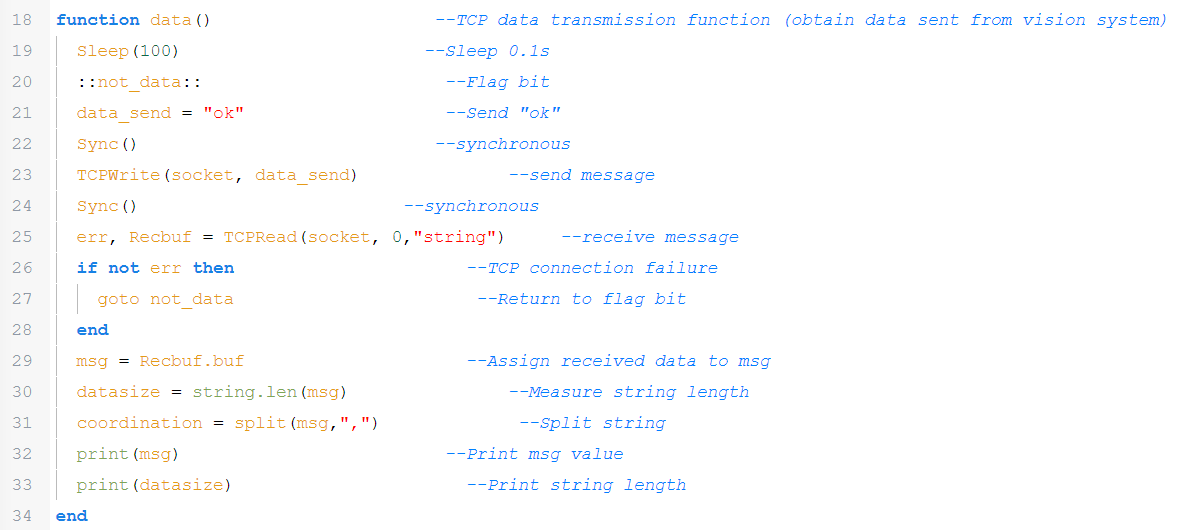 18 function data() --TCP data transmission function (obtain data sent from vision system)
19 Sleep(100) --Sleep 0.1s
20 ::not_data:: --Flag bit
21 data_send = "ok" --Send "ok"
22 Sync() --synchronous
23 TCPWrite(socket, data_send) --send message
24 Sync() --synchronous
25 err, Recbuf = TCPRead(socket, 0,"string") --receive message
26 if not err then --TCP connection failure
27 goto not_data --Return to flag bit
28 end
29 msg = Recbuf.buf --Assign received data to msg
30 datasize = string.len(msg) --Measure string length
31 coordination = split(msg,",") --Split string
32 print(msg) --Print msg value
33 print(datasize) --Print string length
34 end